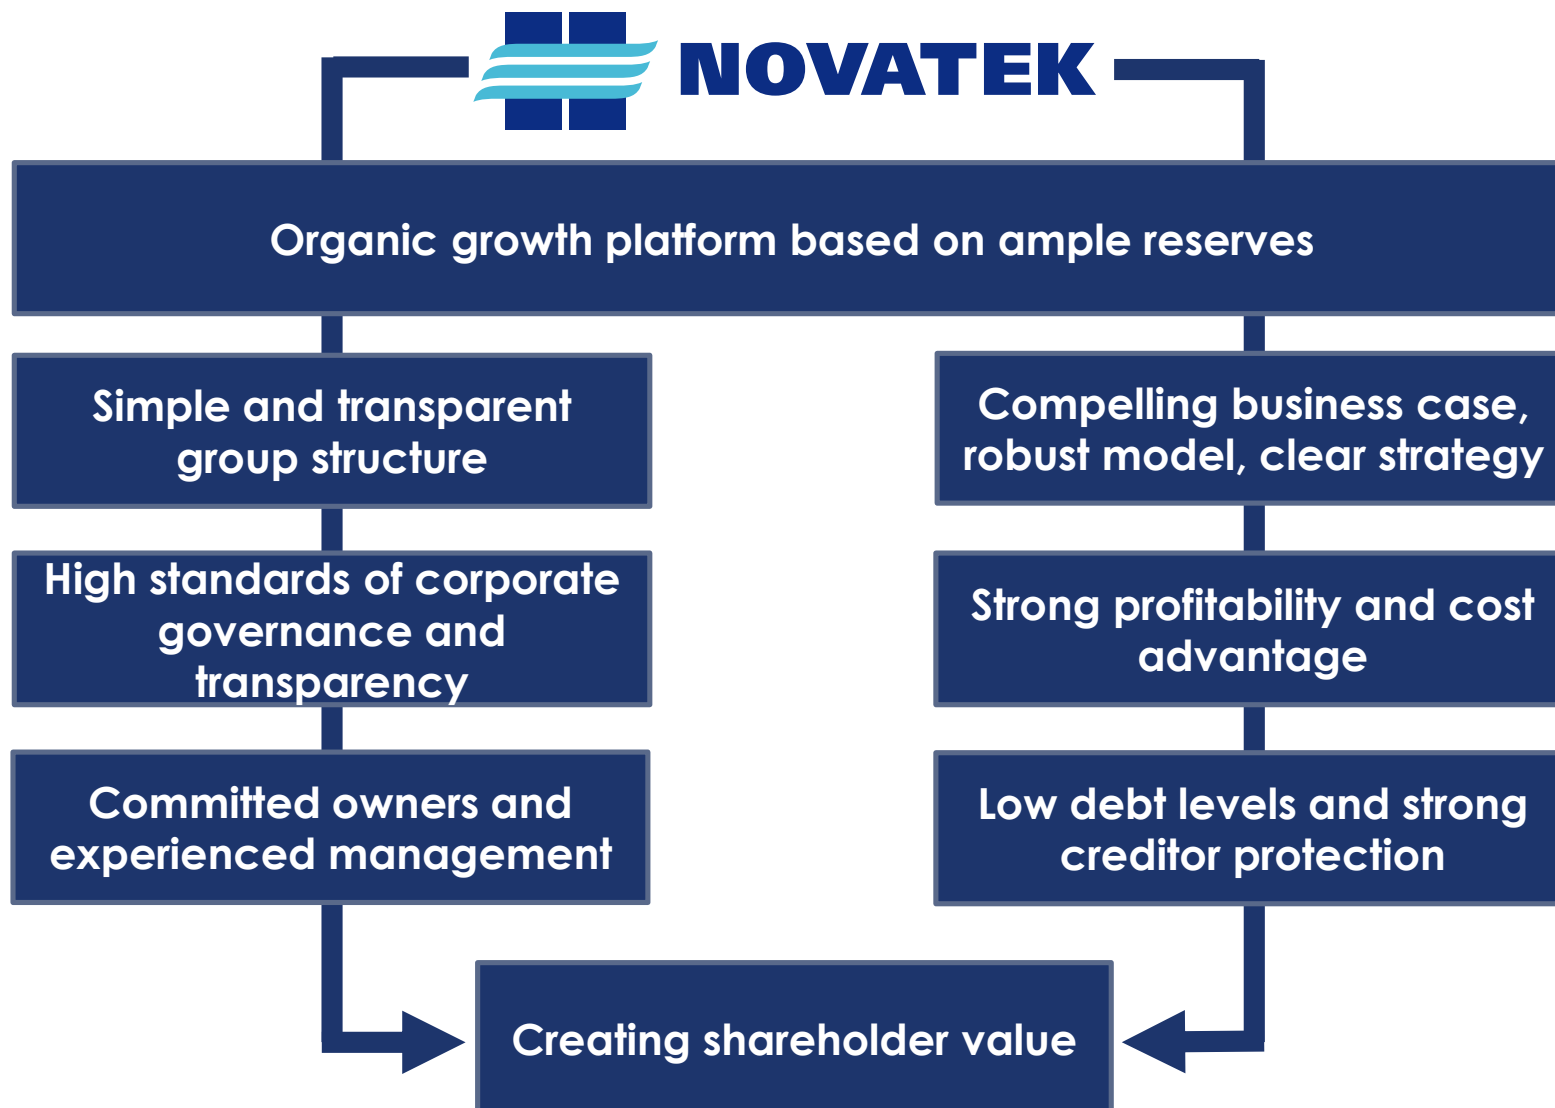 NOVATEK
Organic growth platform based on ample reserves
Simple and transparent
group structure
High standards of corporate
governance and
transparency
Committed owners and
experienced management
Compelling business case,
robust model, clear strategy
Strong profitability and cost
advantage
Low debt levels and strong
creditor protection
Creating shareholder value